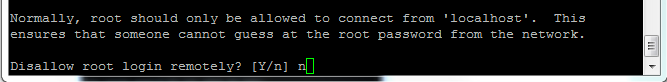 Normally, root should only be allowed to connect from 'localhost'.  This
ensures that someone cannot guess at the root password from the network.
Disallow root login remotely? [Y/n] n